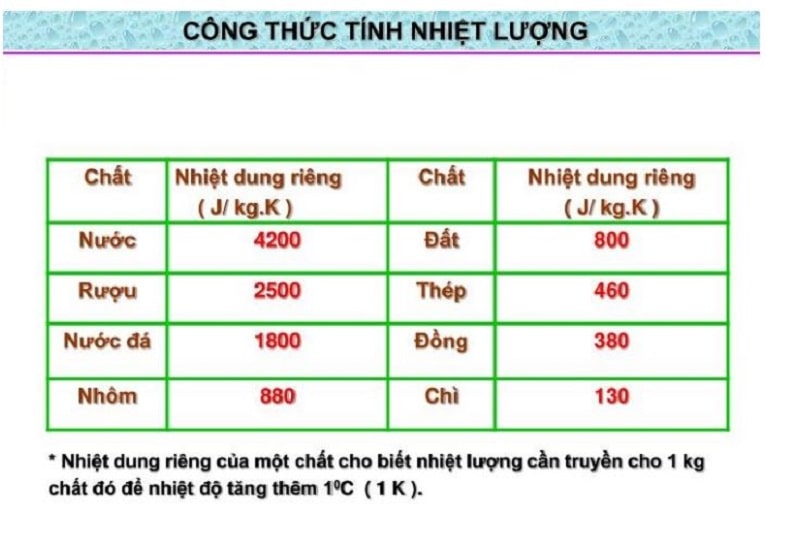 CÔNG THỨC TÍNH NHIỆT LƯỢNG
Chất Nhiệt dung riêng ( J/ kg.K ) Chất Nhiệt dung riêng ( J/ kg.K )
Nước 4200 Đất 800
Rượu 2500 Thép 460
Nước đá 1800 Đồng 380
Nhôm 880 Chì 130
* Nhiệt dung riêng của một chất cho biết nhiệt lượng cần truyền cho 1 kg
chất đó để nhiệt độ tăng thêm 1⁰C ( 1 K ).